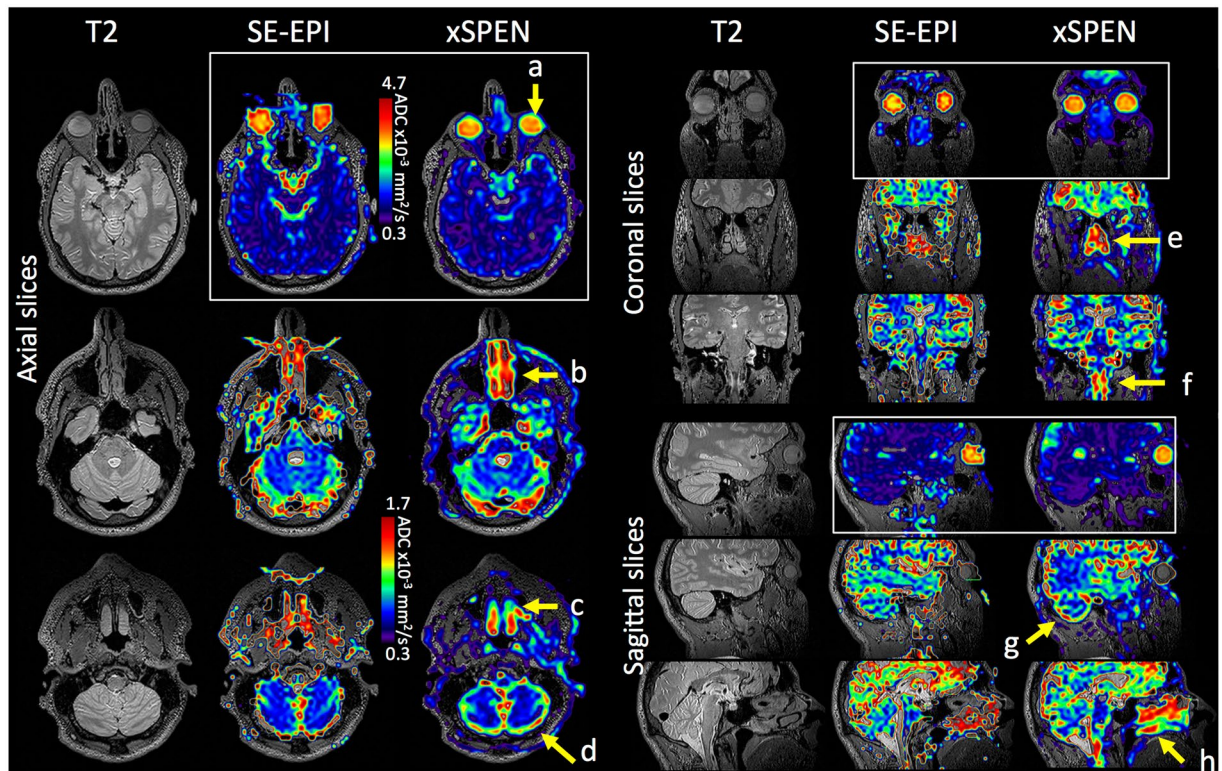 T2 SE-EPI xSPEN
T2 SE-EPI xSPEN
Axial slices
Coronal slices
Sagittal slices
4.7
ADC x10⁻³ mm²/s
0.3
1.7
ADC x10⁻³ mm²/s
0.3
a
b
c
d
e
f
g
h